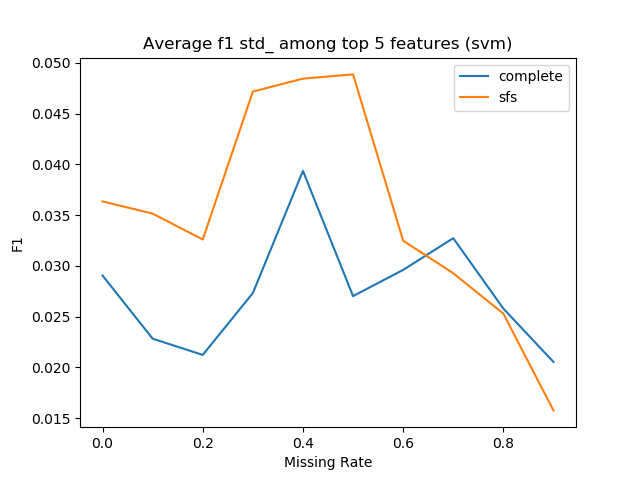 Average f1 std_ among top 5 features (svm)
complete
sfs
0.050
0.045
0.040
0.035
0.030
0.025
0.020
0.015
F1
0.0 0.2 0.4 0.6 0.8
Missing Rate